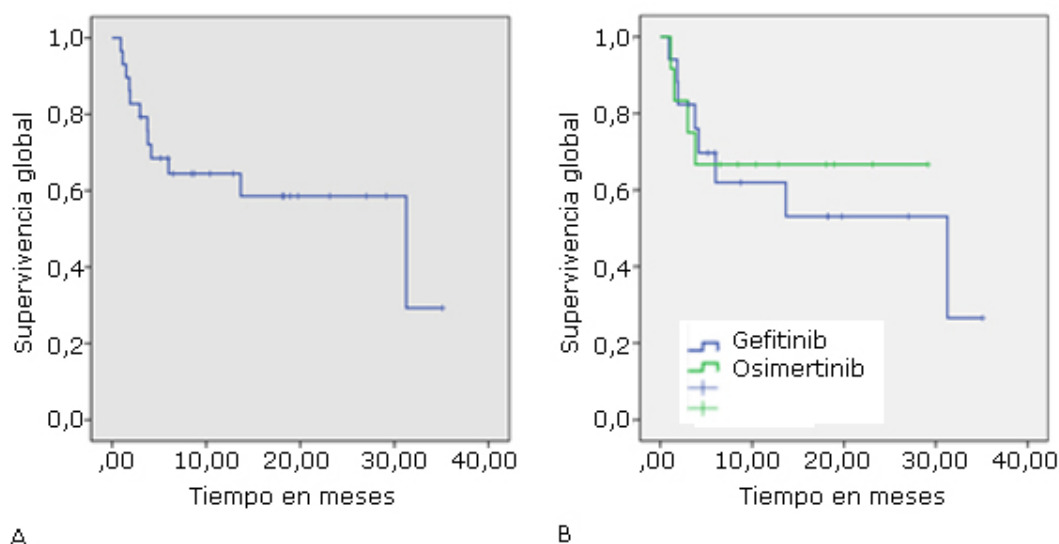 1,0
0,8
0,6
0,4
0,2
0,0
Supervivencia global
,00 10,00 20,00 30,00 40,00
Tiempo en meses
A
1,0
0,8
0,6
0,4
0,2
0,0
Supervivencia global
Gefitinib
Osimertinib
,00 10,00 20,00 30,00 40,00
Tiempo en meses
B